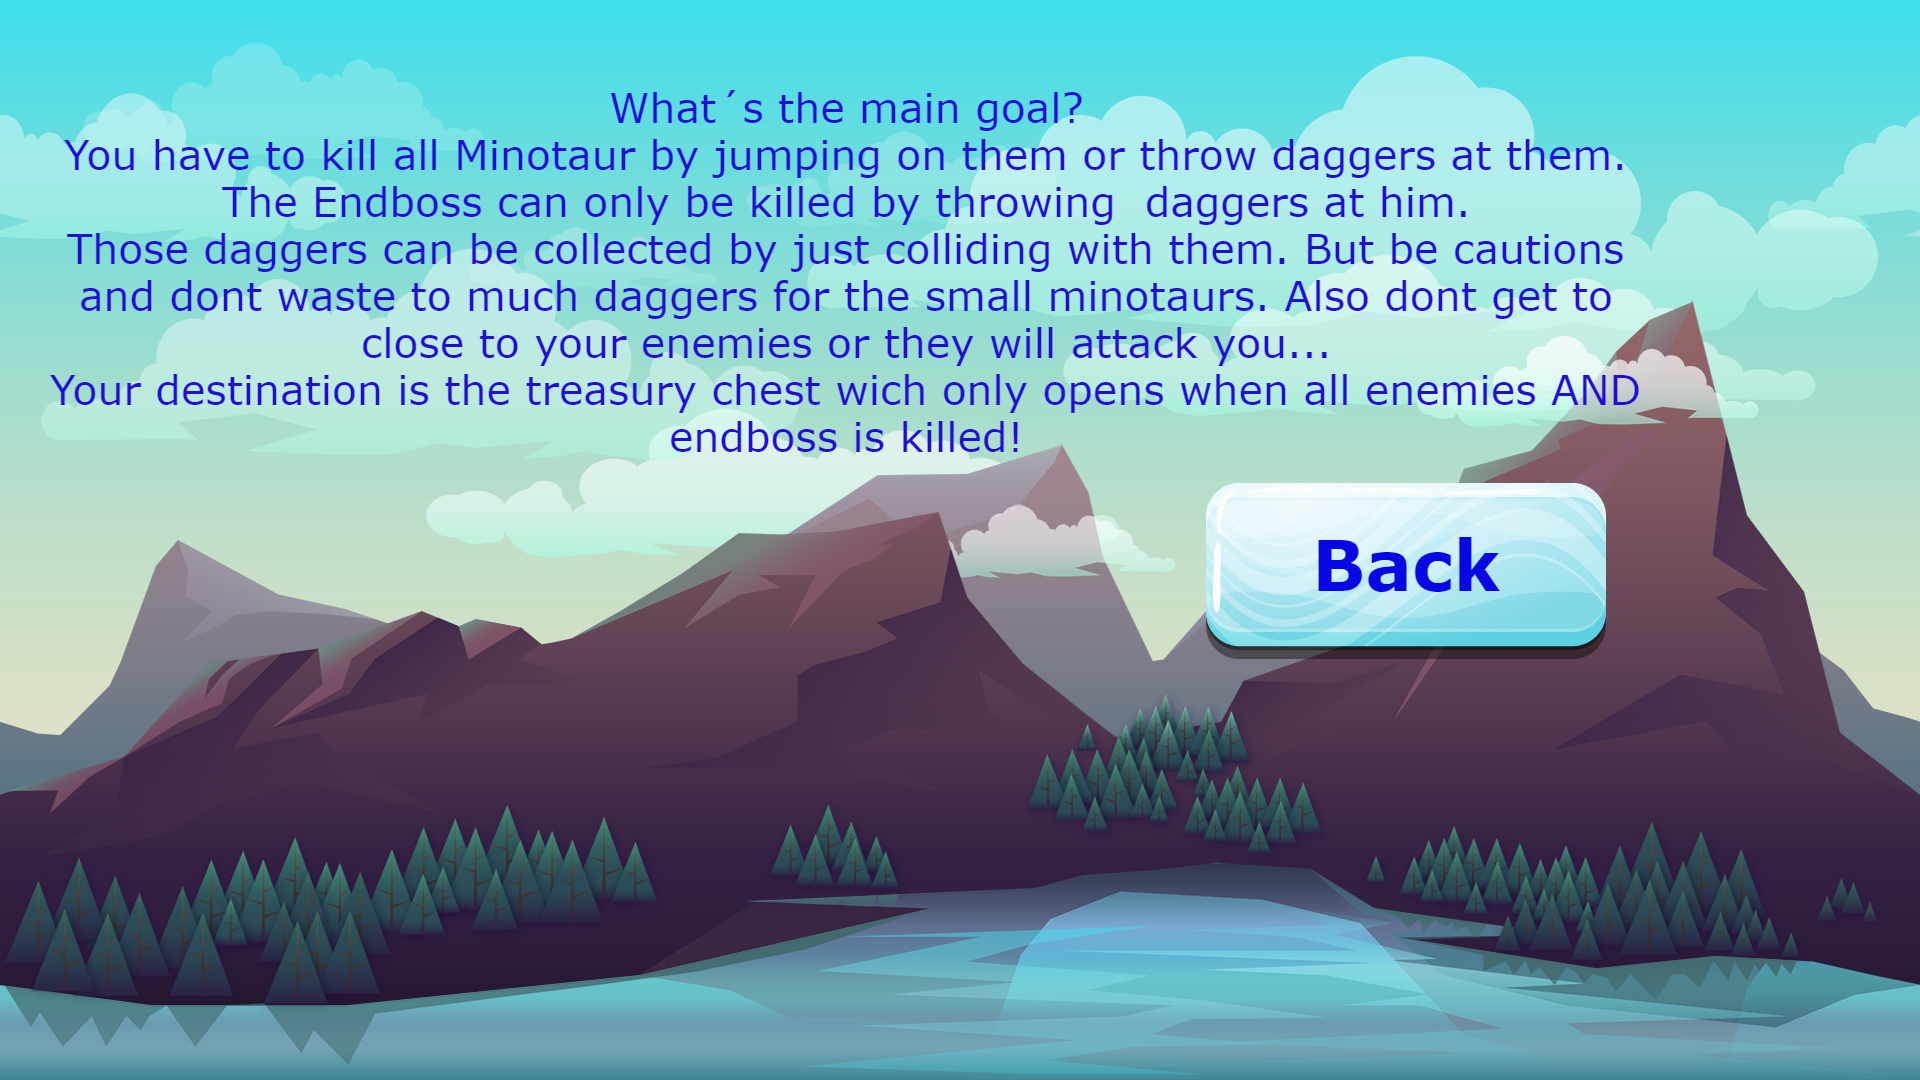 What´s the main goal?
You have to kill all Minotaur by jumping on them or throw daggers at them.
The Endboss can only be killed by throwing  daggers at him.
Those daggers can be collected by just colliding with them. But be cautions
and dont waste to much daggers for the small minotaurs. Also dont get to
close to your enemies or they will attack you...
Your destination is the treasury chest wich only opens when all enemies AND
endboss is killed!
Back